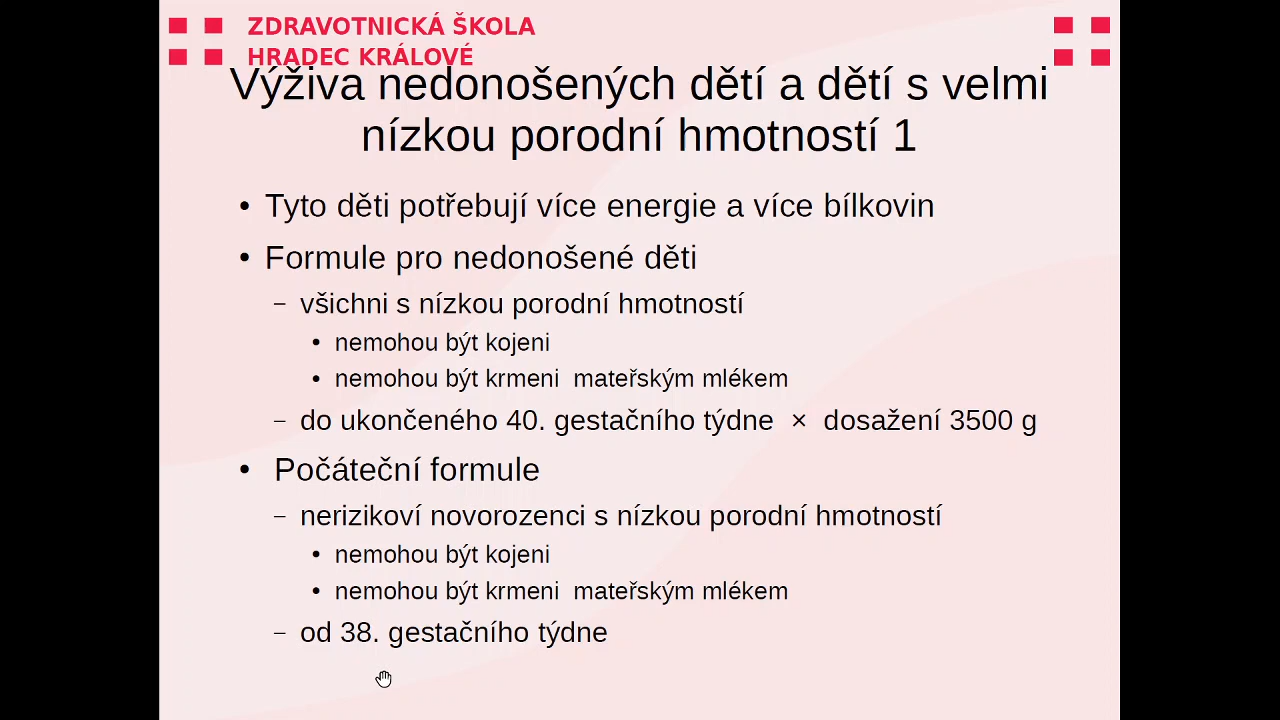 ZDRAVOTNICKÁ ŠKOLA
HRADEC KRÁLOVÉ
Výživa nedonošených dětí a dětí s velmi
nízkou porodní hmotností 1
• Tyto děti potřebují více energie a více bílkovin
• Formule pro nedonošené děti
– všichni s nízkou porodní hmotností
• nemohou být kojeni
• nemohou být krmeni mateřským mlékem
– do ukončeného 40. gestačního týdne × dosažení 3500 g
• Počáteční formule
– nerizikoví novorozenci s nízkou porodní hmotností
• nemohou být kojeni
• nemohou být krmeni mateřským mlékem
– od 38. gestačního týdne